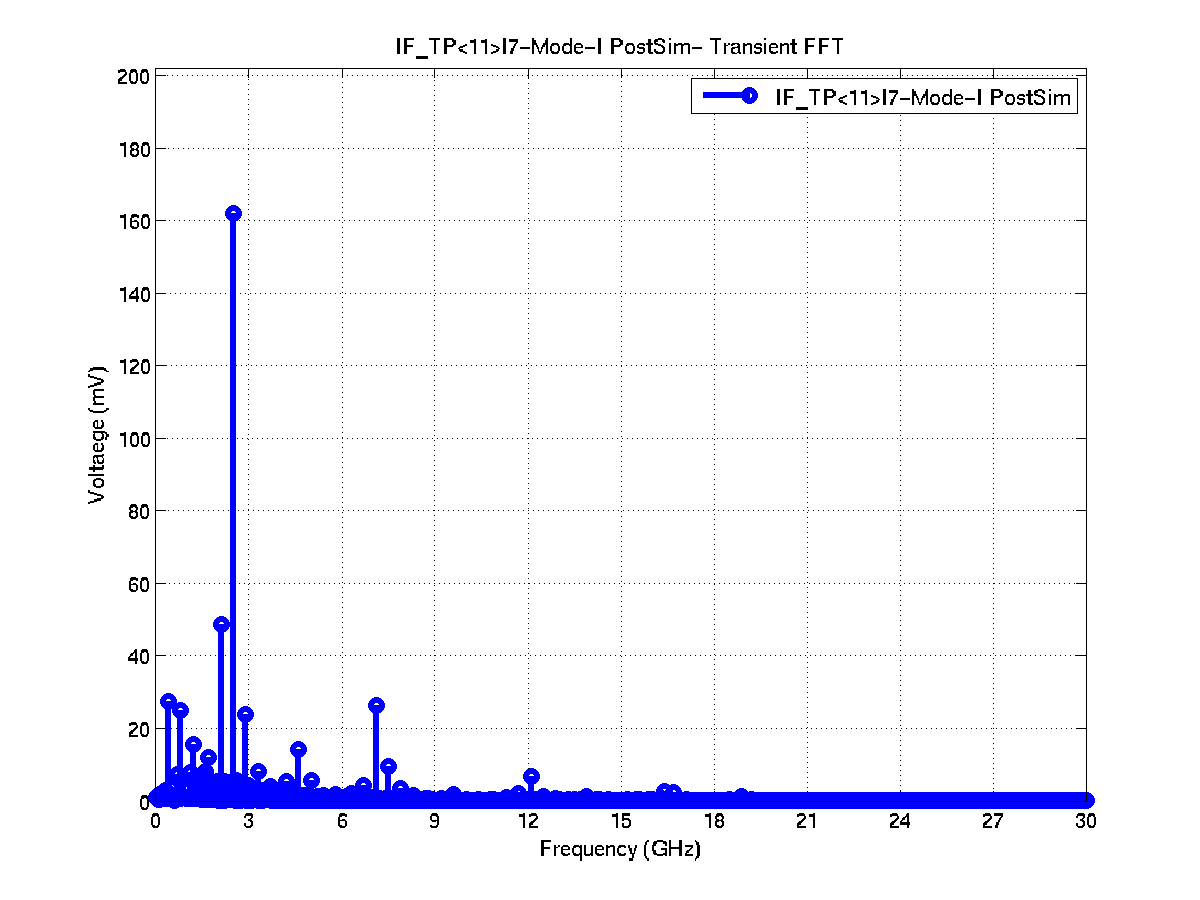 IF_TP<11>I7-Mode-I PostSim- Transient FFT
IF_TP<11>I7-Mode-I PostSim
200
180
160
140
120
100
80
60
40
20
0
Voltaege (mV)
0 3 6 9 12 15 18 21 24 27 30
Frequency (GHz)